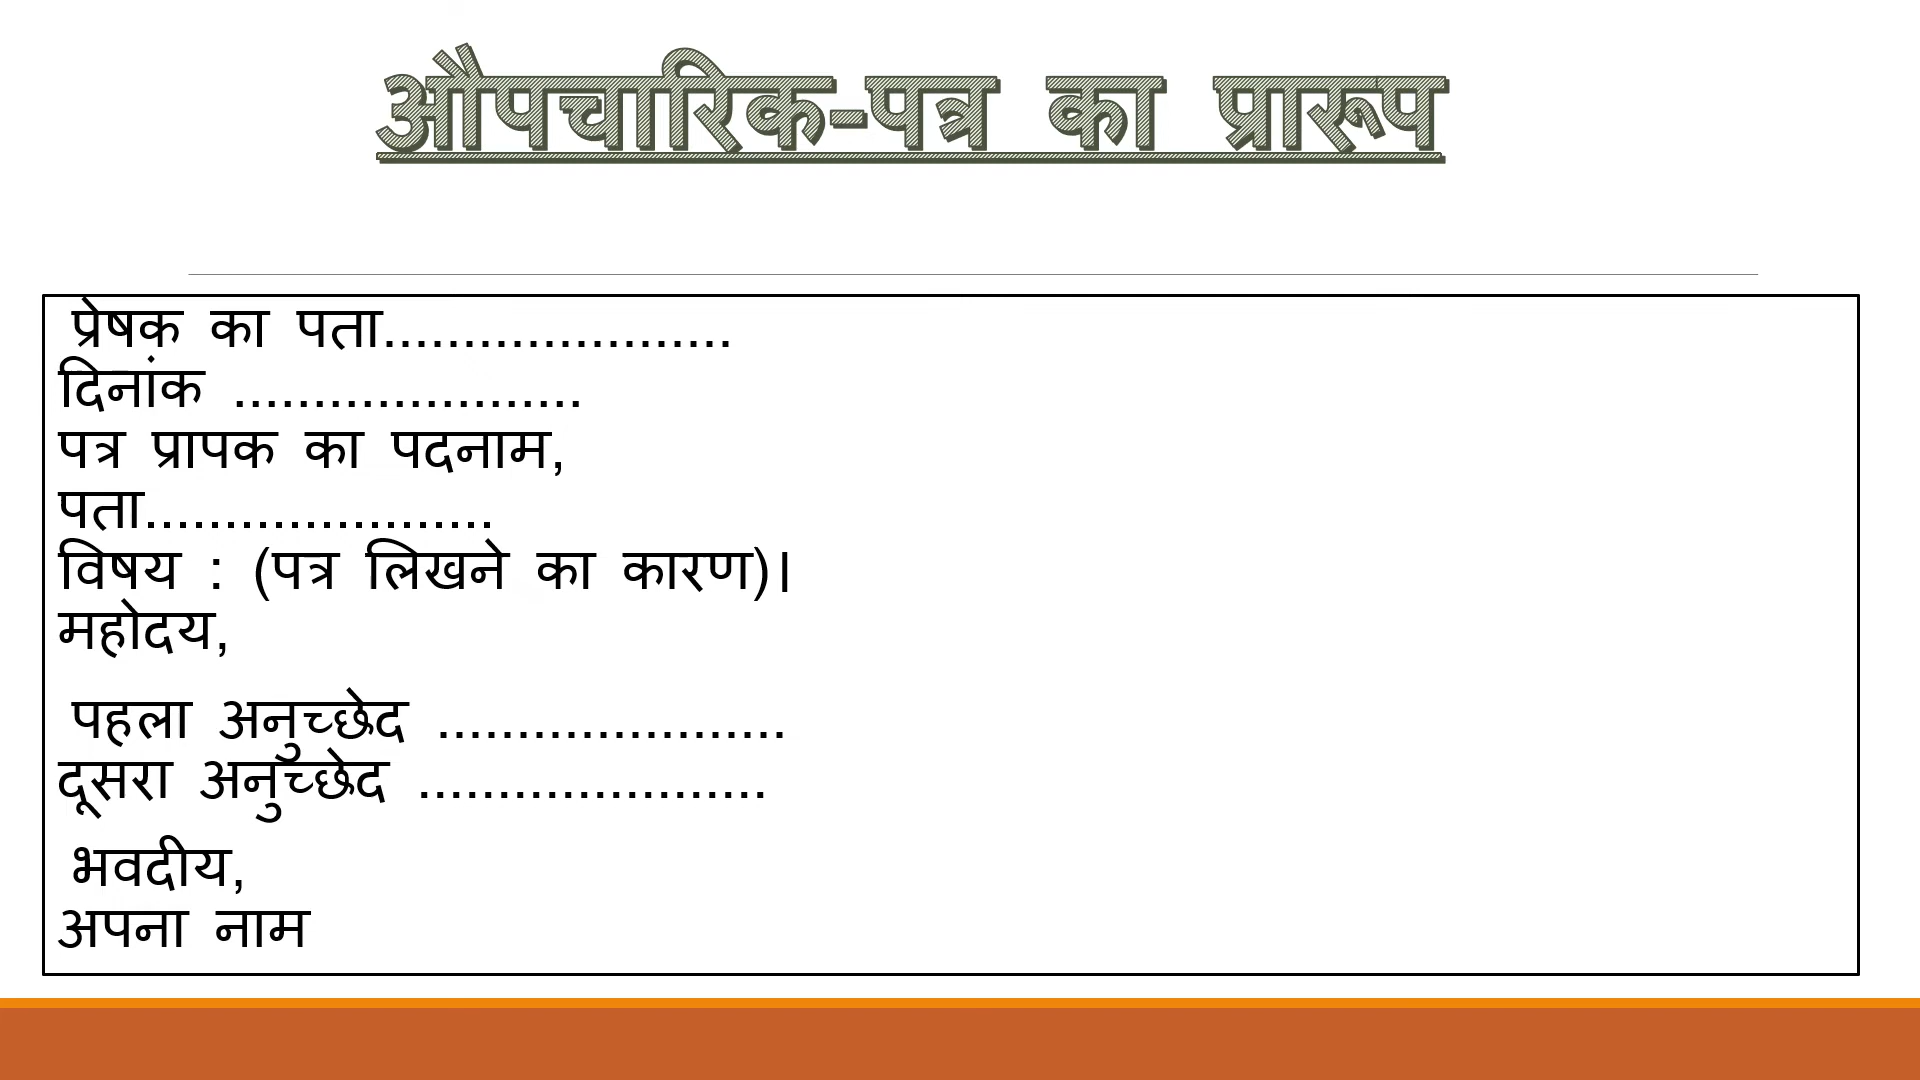 औपचारिक-पत्र का प्रारूप
प्रेषक का पता......................
दिनांक ......................
पत्र प्रापक का पदनाम,
पता......................
विषय : (पत्र लिखने का कारण)।
महोदय,
पहला अनुच्छेद ......................
दूसरा अनुच्छेद ......................
भवदीय,
अपना नाम